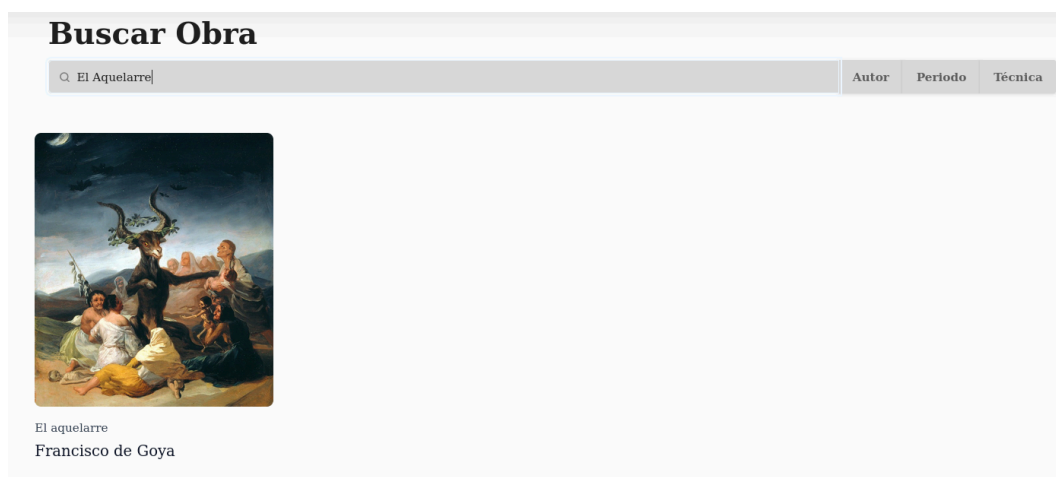 Buscar Obra
El Aquelarre
Autor Periodo Técnica
El aquelarre
Francisco de Goya